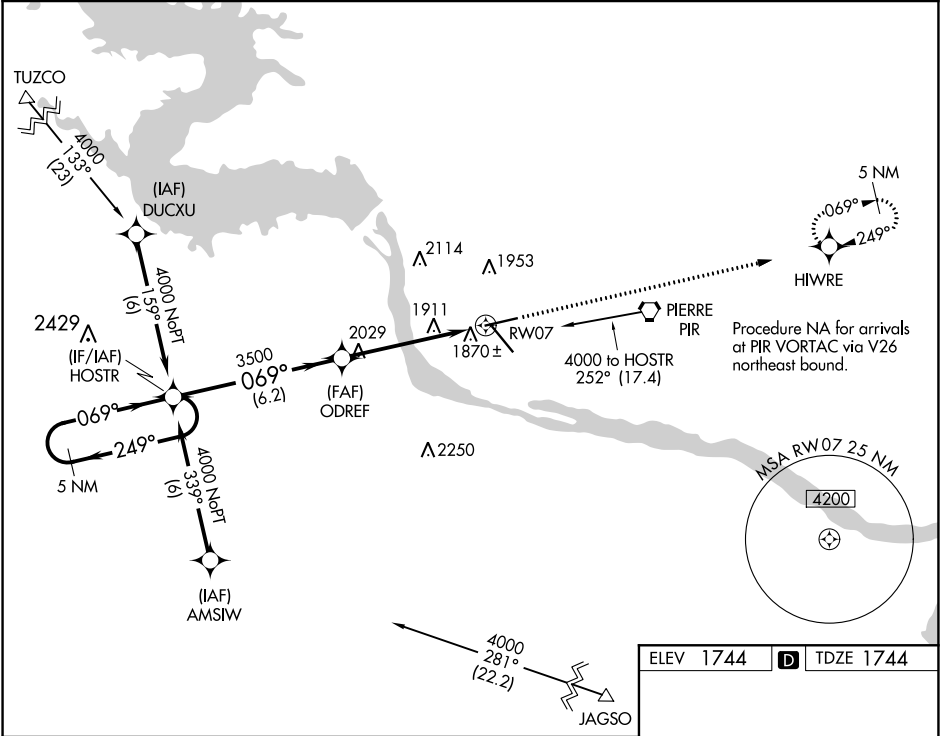 TUZCO
4000
133°
(23)
(IAF)
DUCXU
4000 NoPT
159°
(6)
2429
(IF/IAF)
HOSTR
069°
249°
5 NM
4000 NoPT
339°
(6)
(IAF)
AMSIW
3500
069°
(6.2)
(FAF)
ODREF
2029
2114
1953
1911
1870±
RW07
2250
PIERRE
PIR
4000 to HOSTR
252° (17.4)
5 NM
069°
249°
HIWRE
Procedure NA for arrivals
at PIR VORTAC via V26
northeast bound.
MSA RW07 25 NM
4200
4000
281°
(22.2)
JAGSO
ELEV 1744 D TDZE 1744